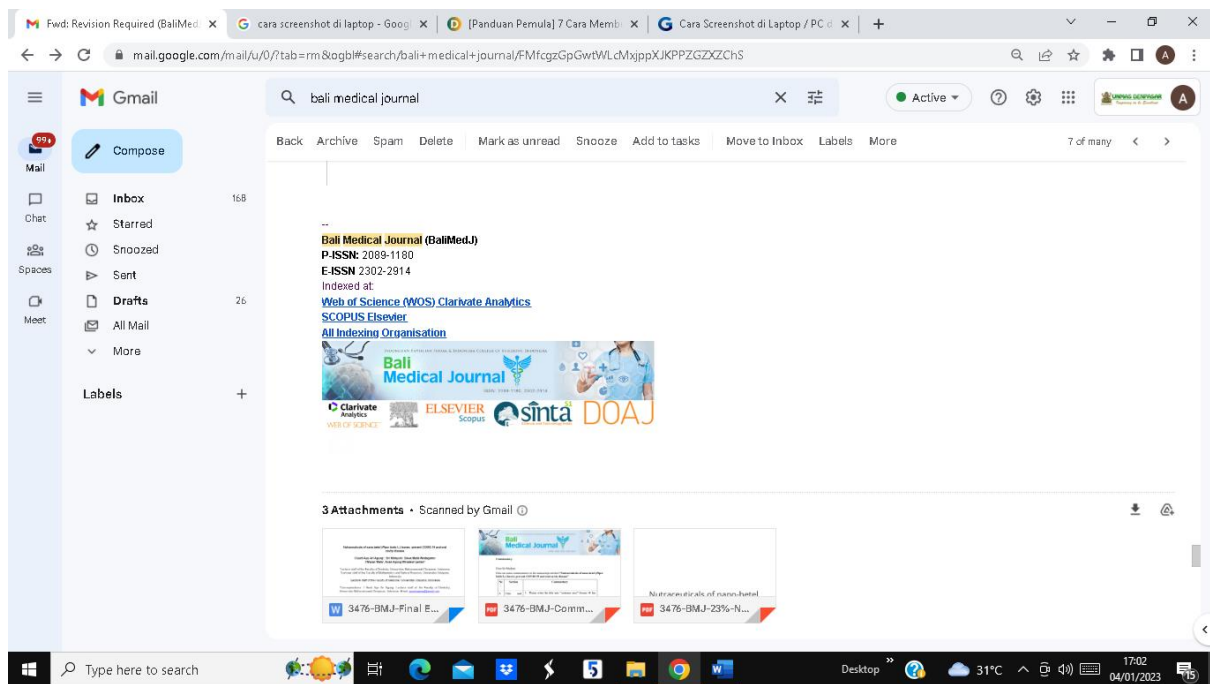 Fwd: Revision Required (BaliMed
cara screenshot di laptop - Goog
[Panduan Pemula] 7 Cara Memb
Cara Screenshot di Laptop / PC d
mail.google.com/mail/u/0/?tab=rm&ogbl#search/bali+medical+journal/FMfcgzGpGwtWLcMxjppXJKPPZGZXZChS
A
Gmail
bali medical journal
Active
A
99+
Mail
Compose
Back Archive Spam Delete Mark as unread Snooze Add to tasks Move to Inbox Labels More
7 of many
Chat
Spaces
Meet
Inbox 168
Starred
Snoozed
Sent
Drafts 26
All Mail
More
Labels +
--
Bali Medical Journal (BaliMedJ)
P-ISSN: 2089-1180
E-ISSN 2302-2914
Indexed at:
Web of Science (WOS) Clarivate Analytics
SCOPUS Elsevier
All Indexing Organisation
Bali
Medical Journal
Clarivate
Analytics
WEB OF SCIENCE
ELSEVIER
Scopus
sinta
DOAJ
3 Attachments • Scanned by Gmail
Bali
Medical Journal
Nutraceuticals of nano-betel
W 3476-BMJ-Final E...
PDF 3476-BMJ-Comm...
PDF 3476-BMJ-23%-N...
Type here to search
5
Desktop
31°C
17:02
04/01/2023
15